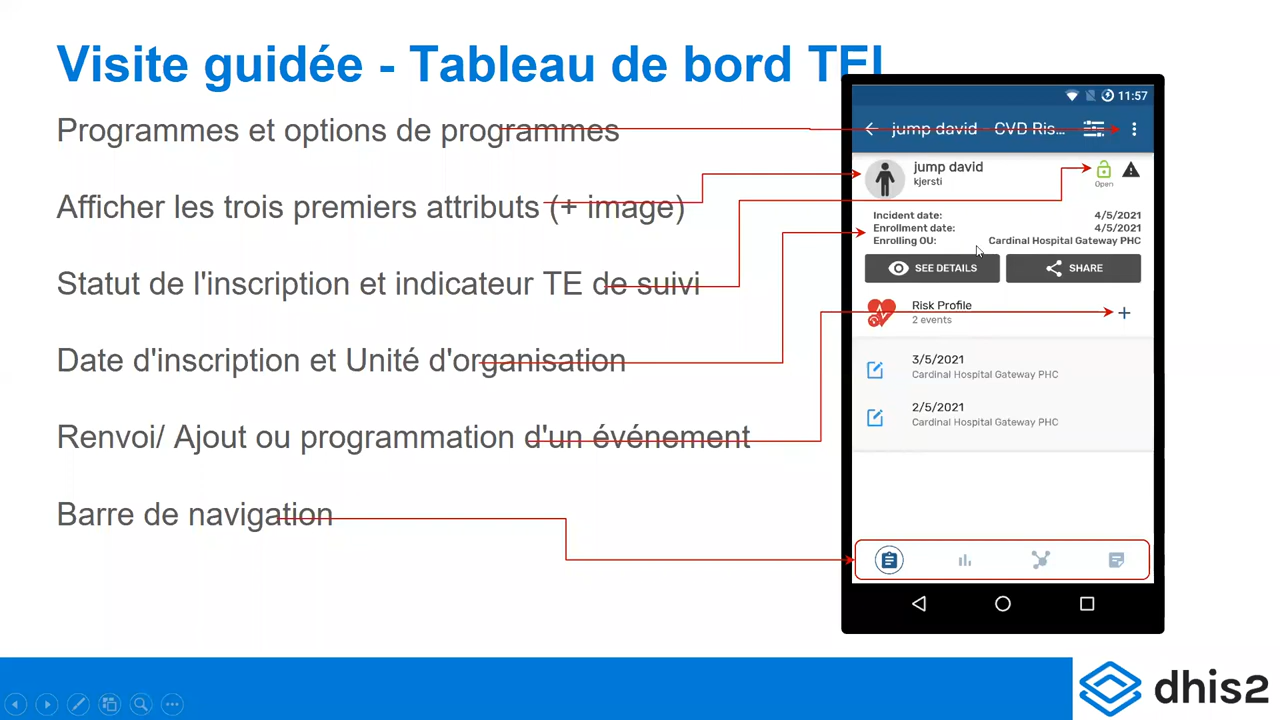 Visite guidée - Tableau de bord TEI
Programmes et options de programmes
Afficher les trois premiers attributs (+ image)
Statut de l'inscription et indicateur TE de suivi
Date d'inscription et Unité d'organisation
Renvoi/ Ajout ou programmation d'un événement
Barre de navigation
11:57
jump david - CVD Ris...
jump david
kjersti
Open
Incident date: 4/5/2021
Enrollment date: 4/5/2021
Enrolling OU: Cardinal Hospital Gateway PHC
SEE DETAILS
SHARE
Risk Profile
2 events
3/5/2021
Cardinal Hospital Gateway PHC
2/5/2021
Cardinal Hospital Gateway PHC
dhis2